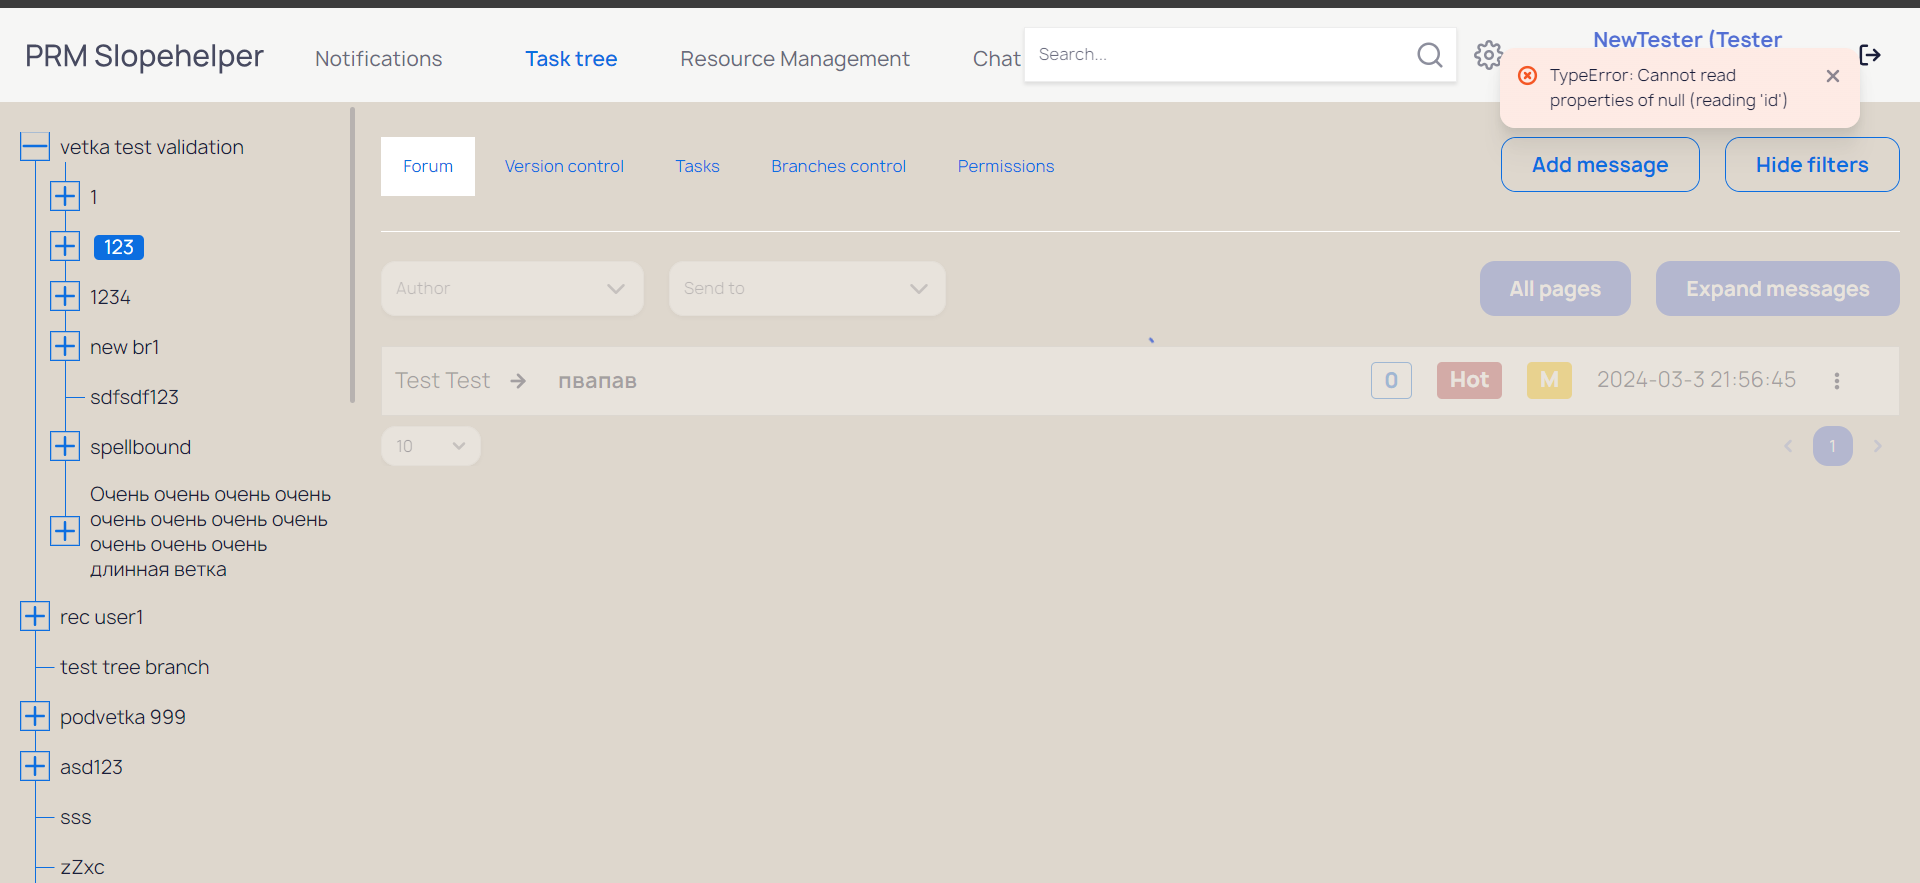 PRM Slopehelper
Notifications
Task tree
Resource Management
Chat
Search...
NewTester (Tester
TypeError: Cannot read
properties of null (reading 'id')
vetka test validation
1
123
1234
new br1
sdfsdf123
spellbound
Очень очень очень очень
очень очень очень очень
очень очень очень
длинная ветка
rec user1
test tree branch
podvetka 999
asd123
sss
zZxc
Forum
Version control
Tasks
Branches control
Permissions
Add message
Hide filters
Author
Send to
All pages
Expand messages
Test Test
пвапав
0
Hot
M
2024-03-3 21:56:45
10
1